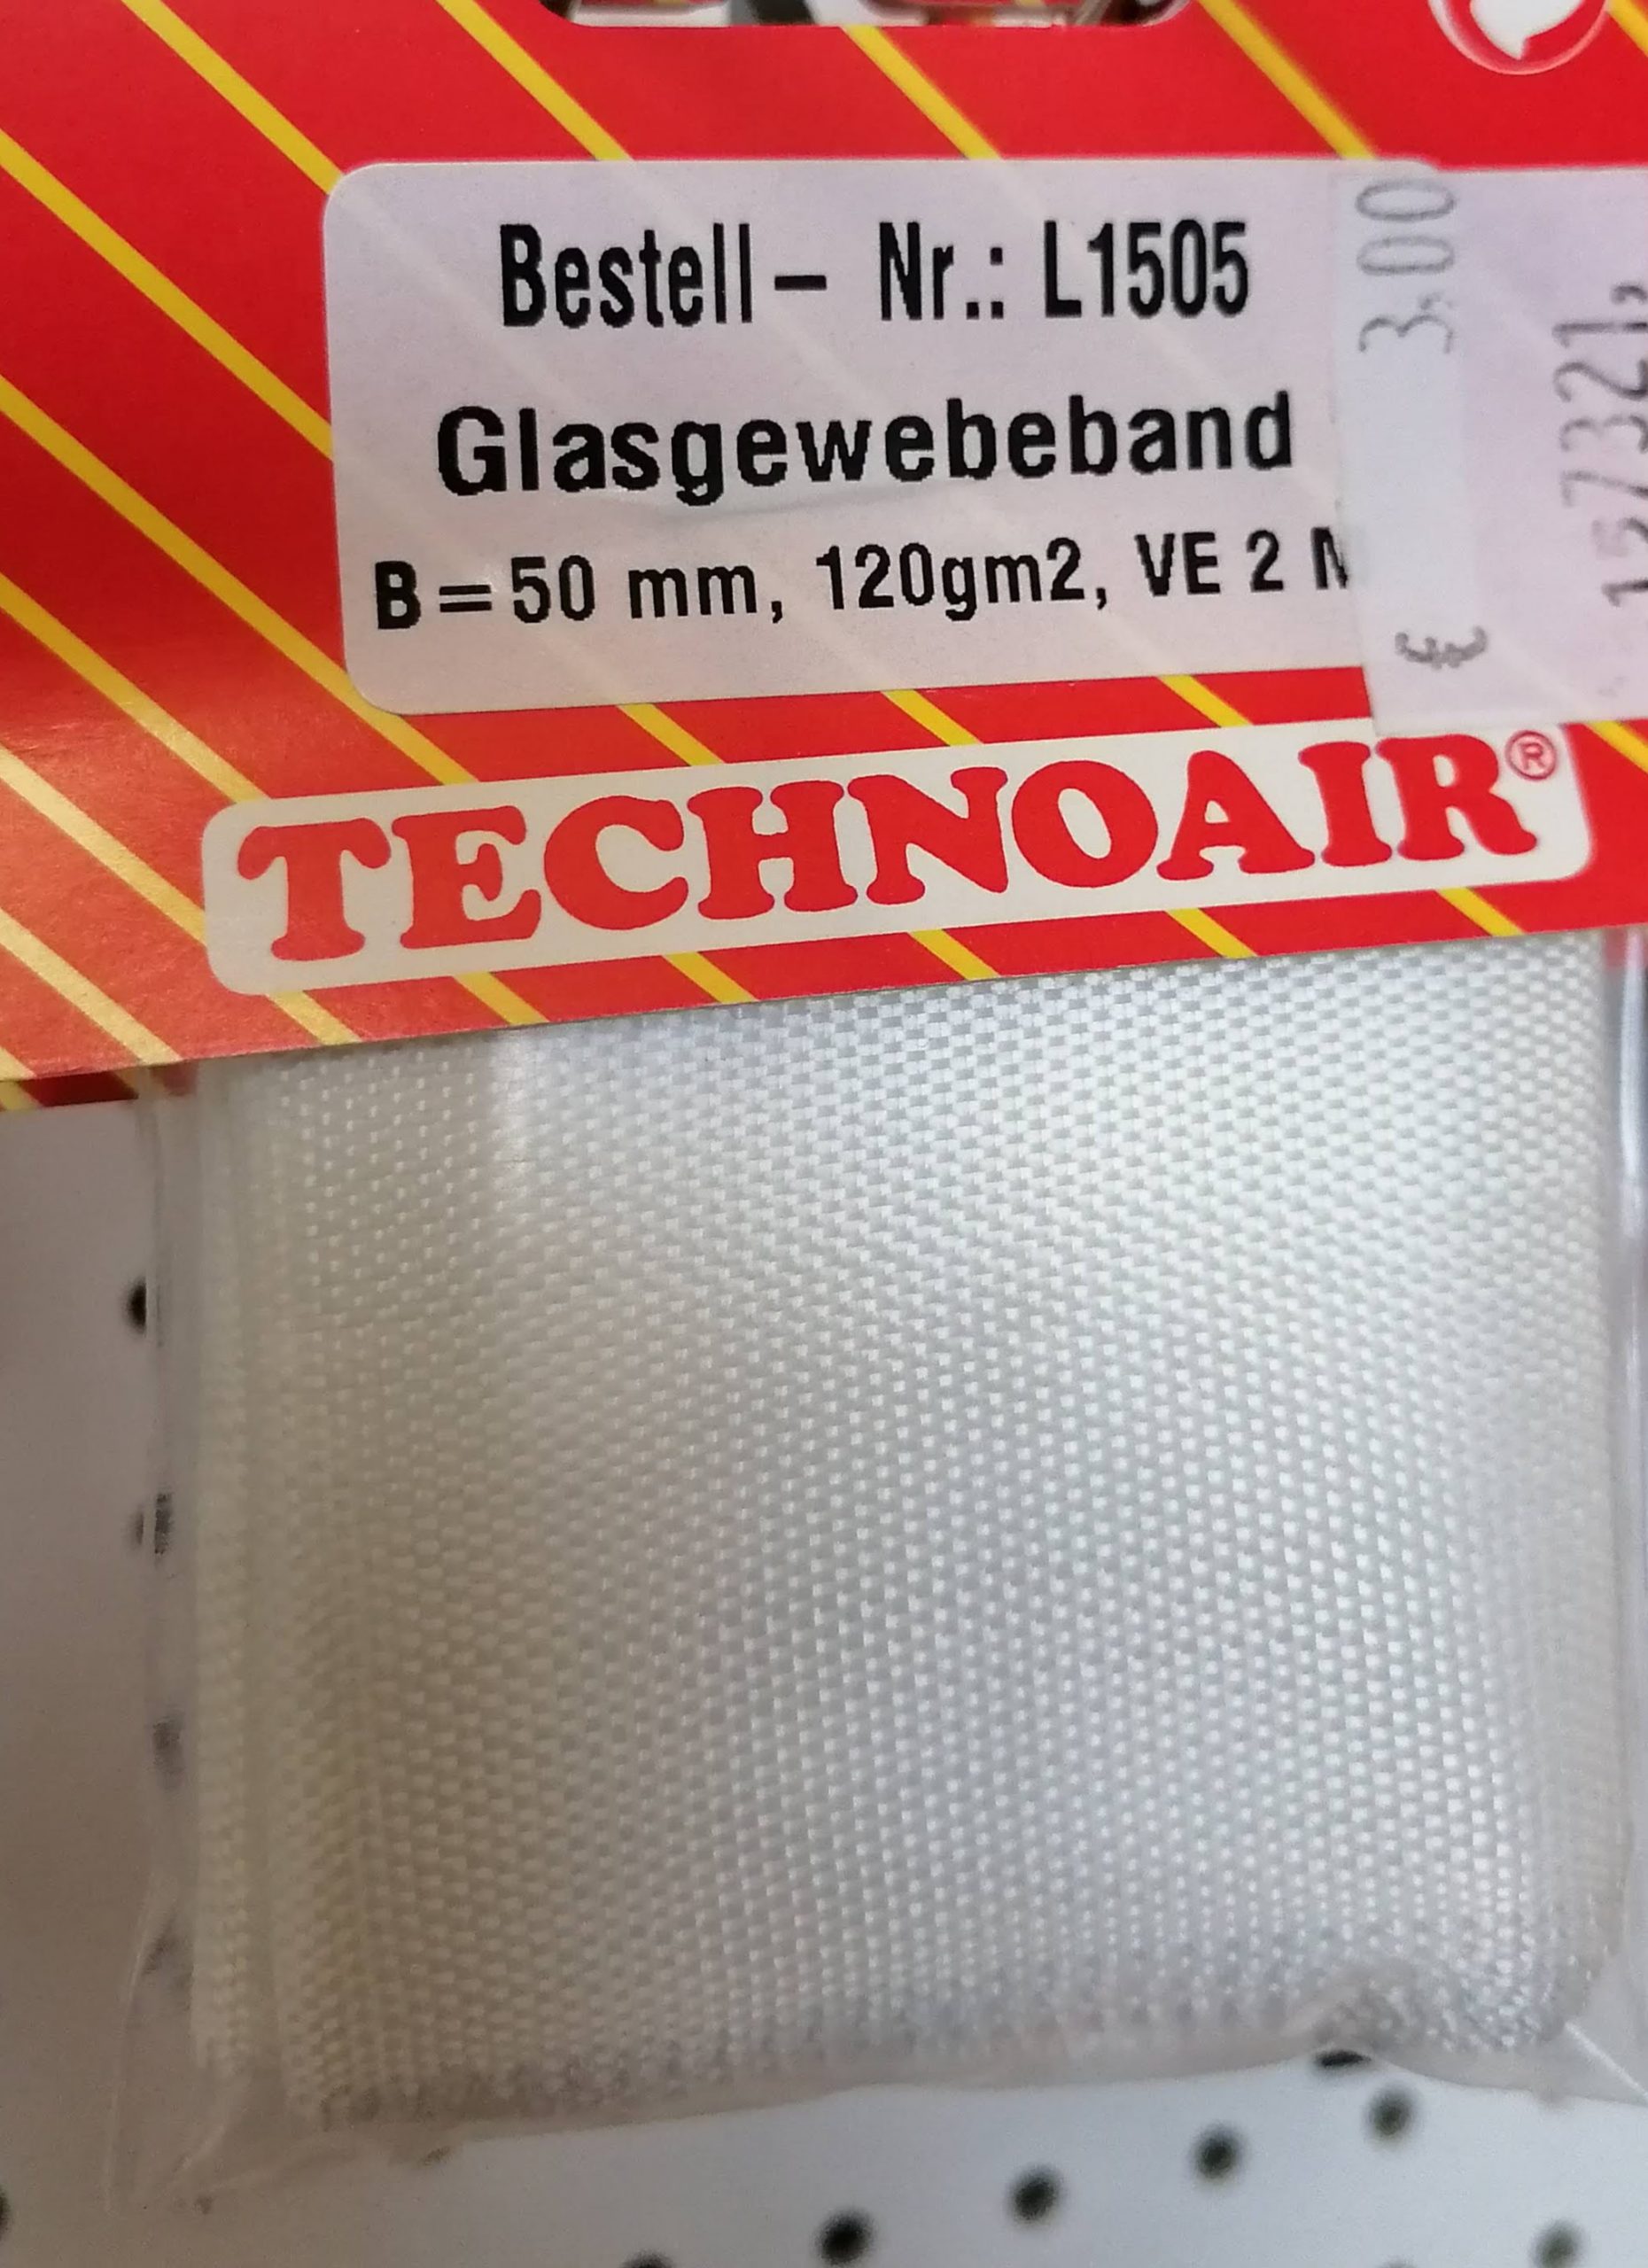 Bestell – Nr.: L1505
Glasgewebeband
B = 50 mm, 120gm2, VE 2
€ 3,00
TECHNOAIR®